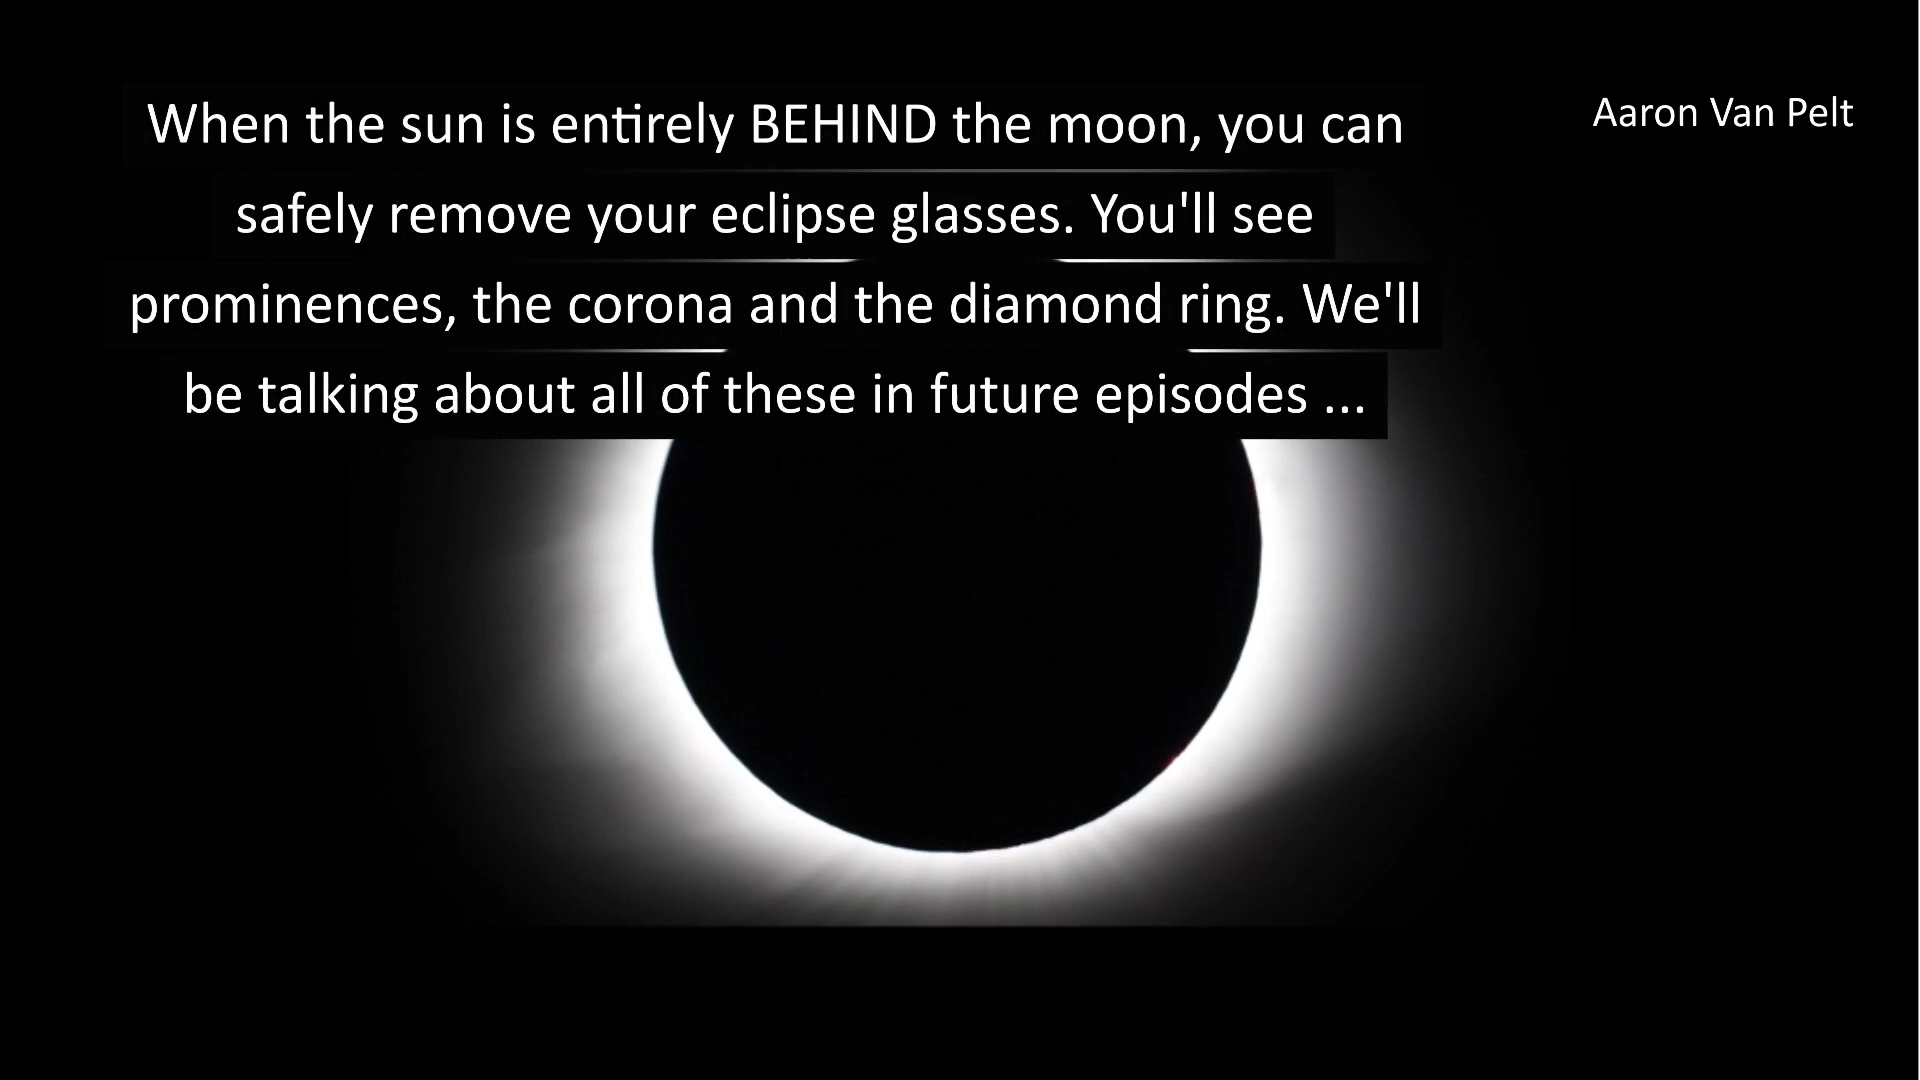 When the sun is entirely BEHIND the moon, you can
safely remove your eclipse glasses. You'll see
prominences, the corona and the diamond ring. We'll
be talking about all of these in future episodes ...
Aaron Van Pelt